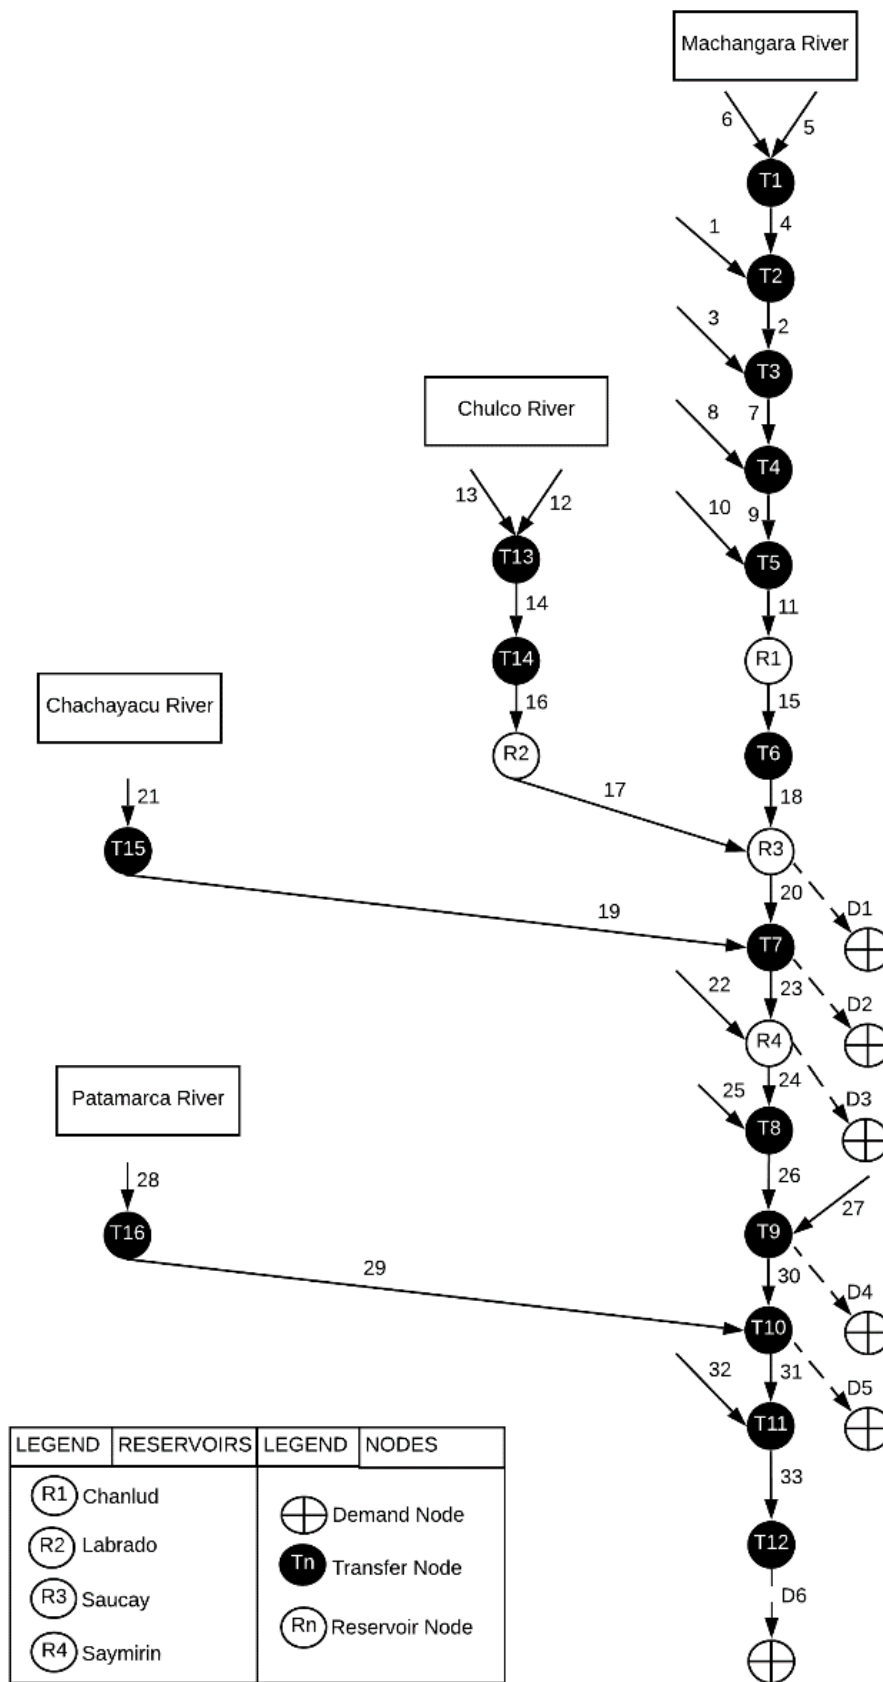 Machangara River
6
5
T1
4
1
T2
3
2
T3
Chulco River
8
7
T4
13
12
10
9
T5
T13
14
11
T14
R1
16
15
Chachayacu River
R2
T6
21
17
18
T15
R3
19
20
D1
T7
22
23
D2
R4
24
Patamarca River
25
D3
T8
28
26
27
T16
T9
29
30
D4
T10
32
31
D5
T11
LEGEND RESERVOIRS LEGEND NODES
33
R1 Chanlud
Demand Node
R2 Labrado
T12
Tn Transfer Node
R3 Saucay
D6
Rn Reservoir Node
R4 Saymirin